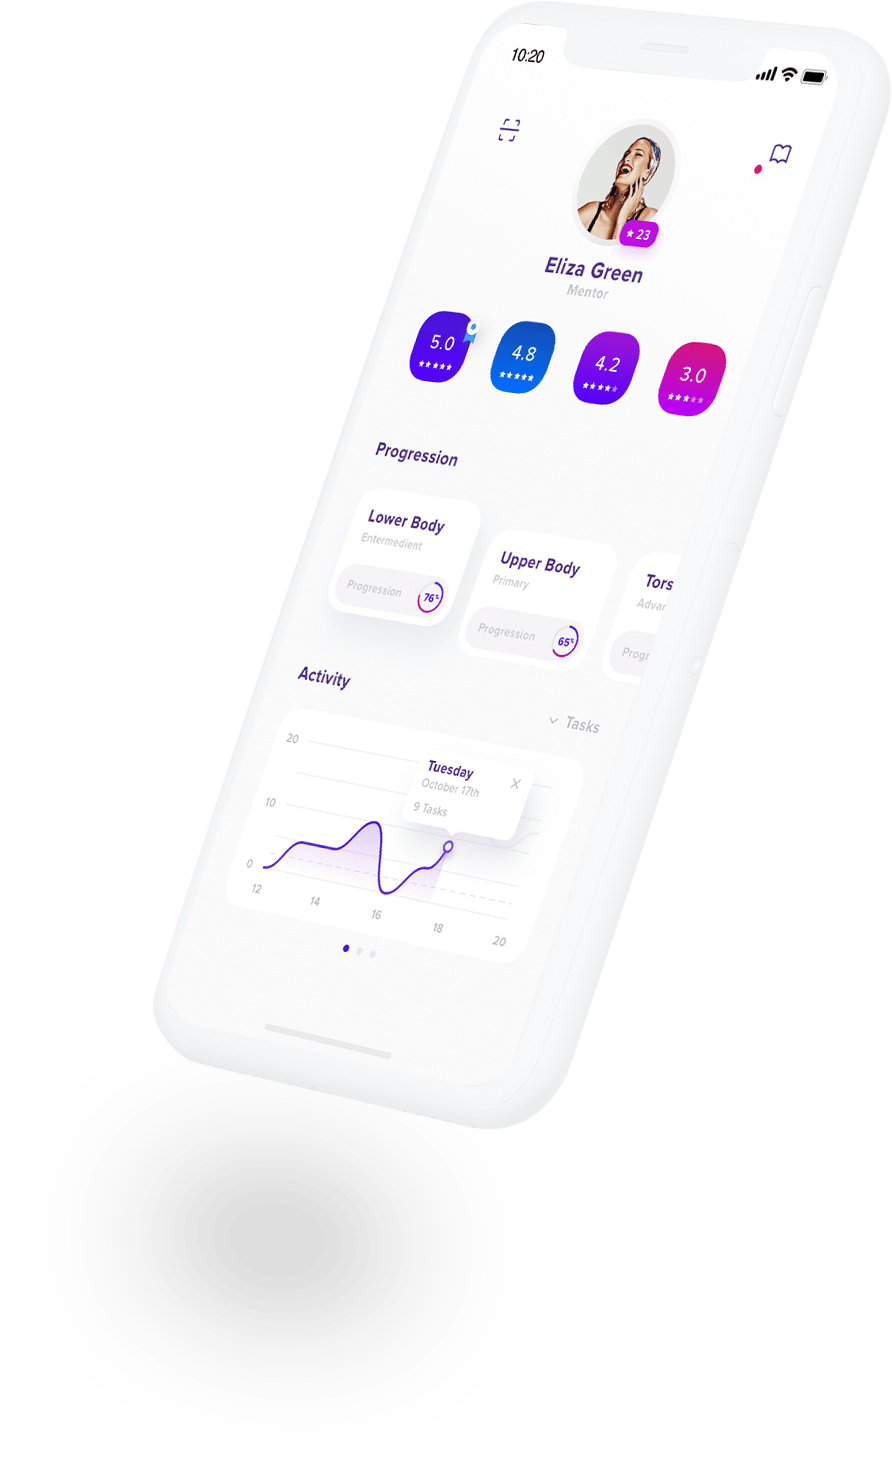 10:20
★ 23
Eliza Green
Mentor
5.0
4.8
4.2
3.0
Progression
Lower Body
Entermedient
Progression
76%
Upper Body
Primary
Progression
65%
Tors
Advar
Progr
Activity
Tasks
20
10
0
Tuesday
October 17th
9 Tasks
12
14
16
18
20